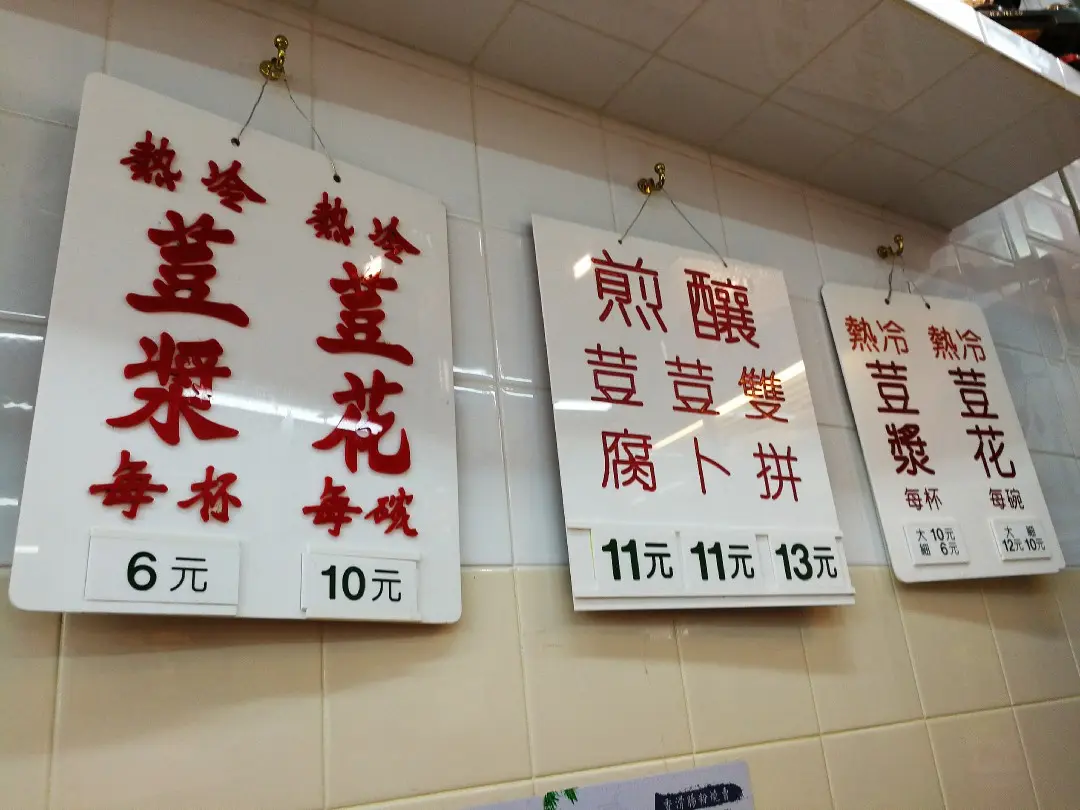 熱冷
荳漿
每杯
6元
熱冷
荳花
每碗
10元
煎荳腐
11元
釀荳卜
11元
雙拼
13元
熱冷
荳漿
每杯
大 10元
細 6元
熱冷
荳花
每碗
大 細
12元 10元